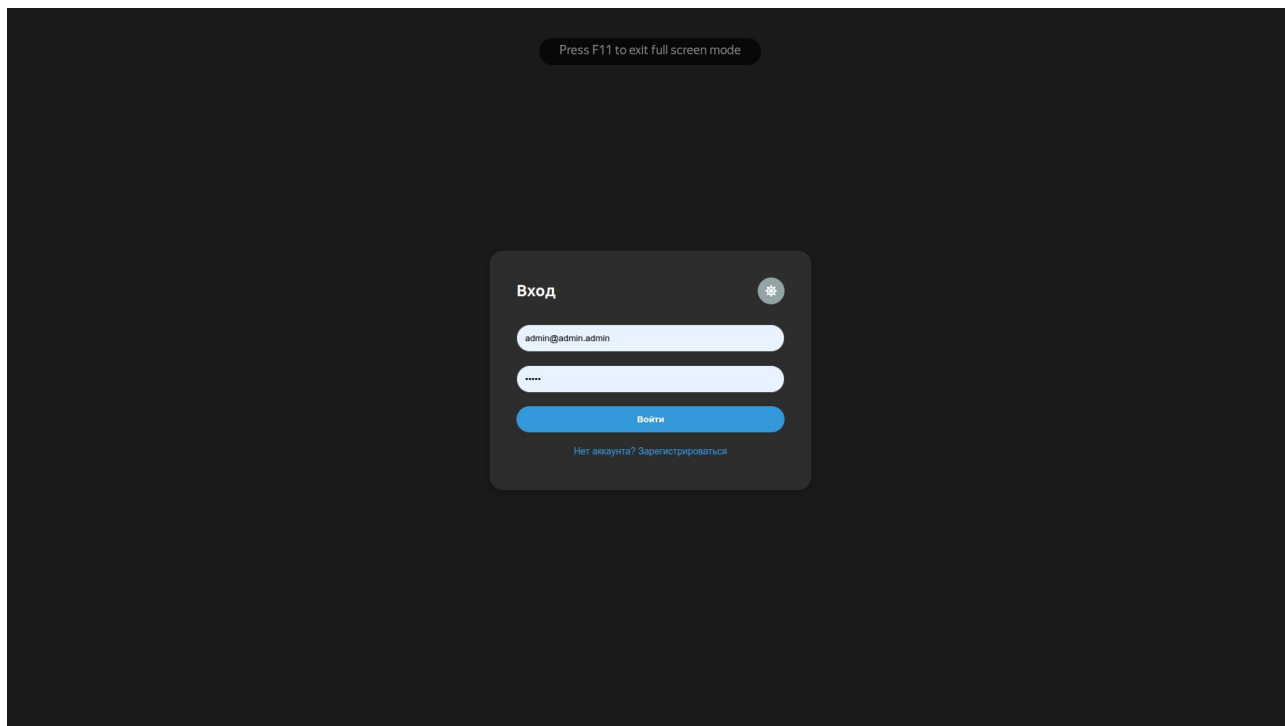 Press F11 to exit full screen mode
Вход
admin@admin.admin
•••••
Войти
Нет аккаунта? Зарегистрироваться